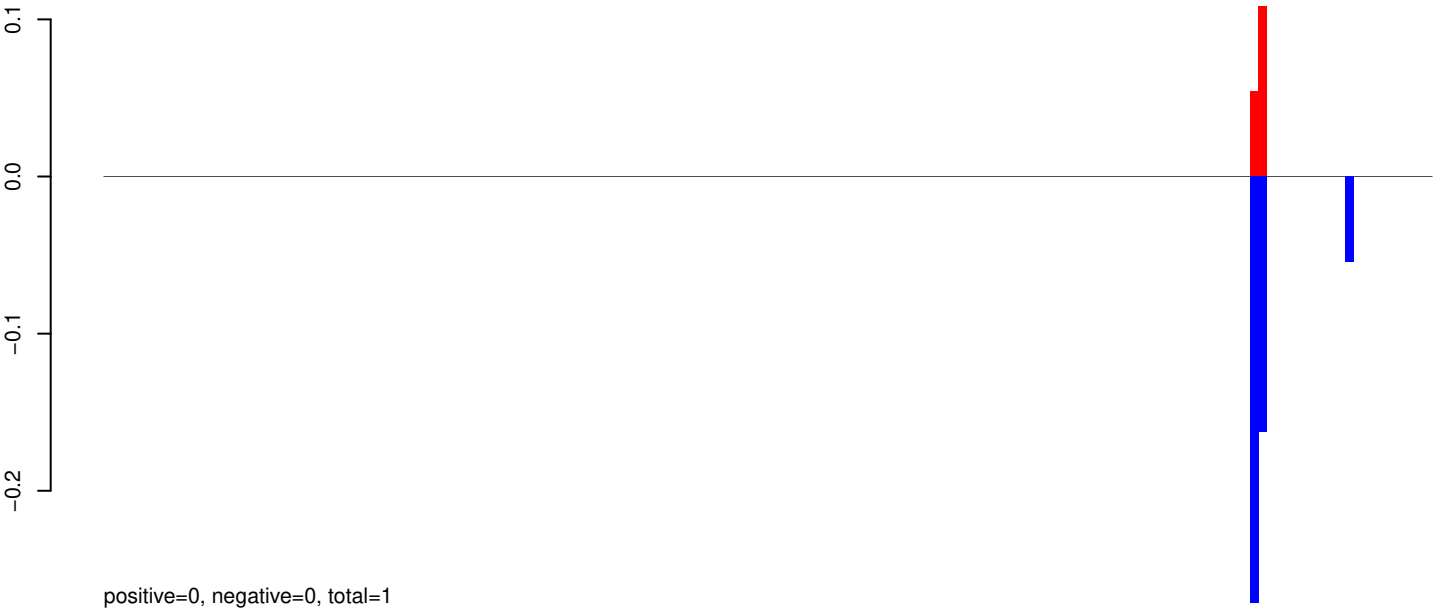 0.1
0.0
−0.1
−0.2
positive=0, negative=0, total=1